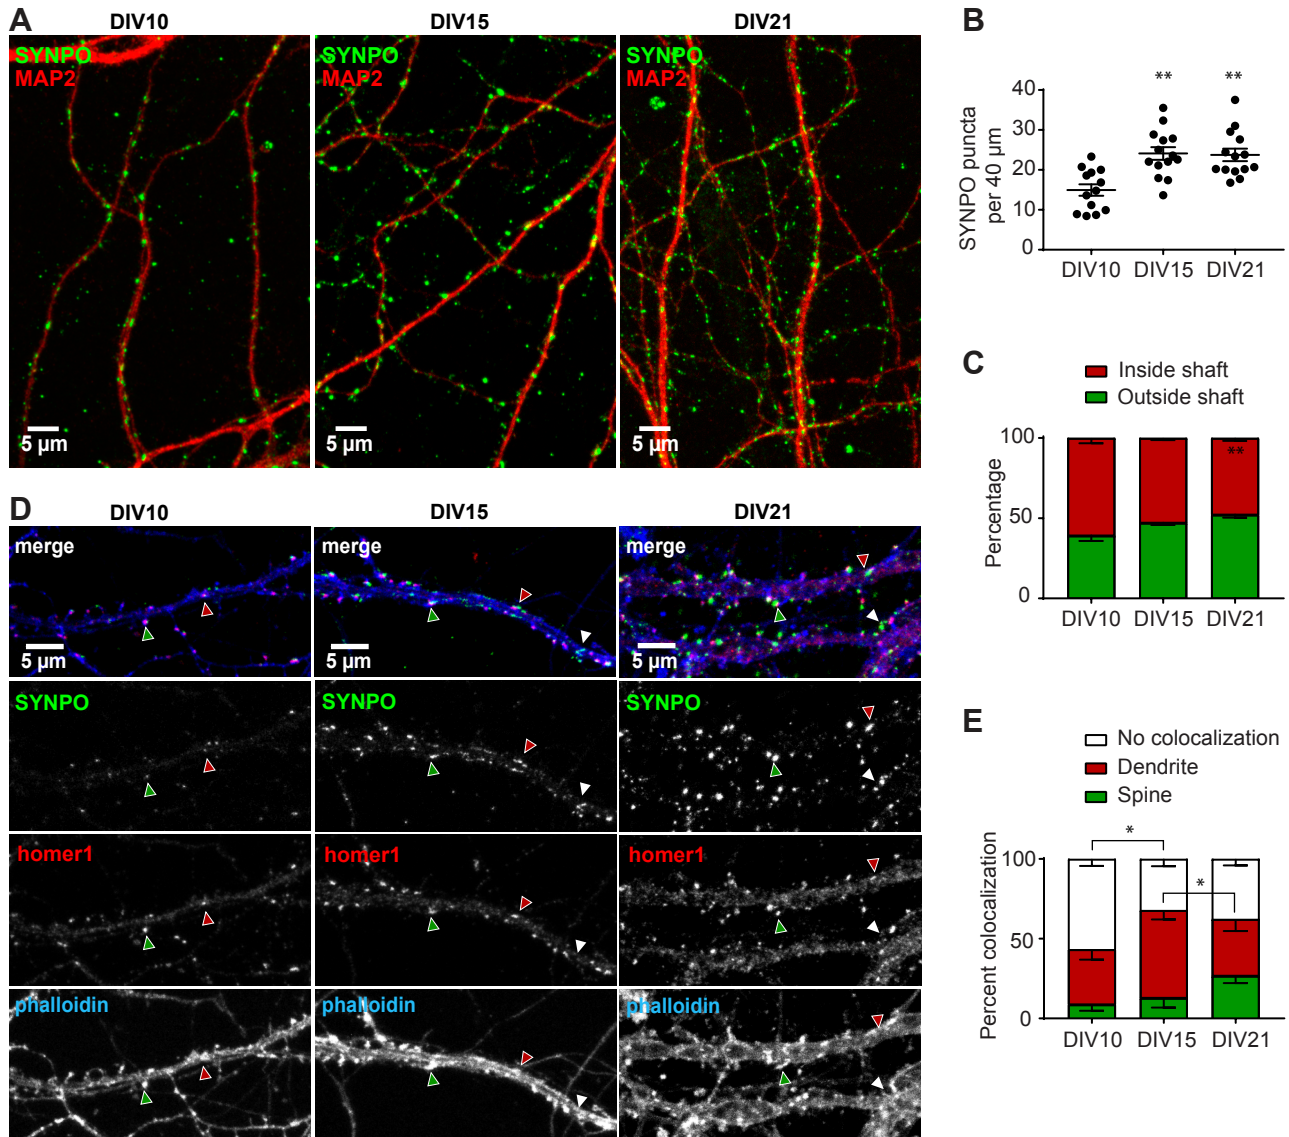 A
DIV10
DIV15
DIV21
SYNPO
MAP2
5 µm
SYNPO
MAP2
5 µm
SYNPO
MAP2
5 µm
B
**
**
SYNPO puncta
per 40 µm
40
30
20
10
0
DIV10
DIV15
DIV21
C
Inside shaft
Outside shaft
Percentage
100
50
0
**
DIV10
DIV15
DIV21
D
DIV10
DIV15
DIV21
merge
5 µm
merge
5 µm
merge
5 µm
SYNPO
SYNPO
SYNPO
homer1
homer1
homer1
phalloidin
phalloidin
phalloidin
E
No colocalization
Dendrite
Spine
*
*
Percent colocalization
100
50
0
DIV10
DIV15
DIV21